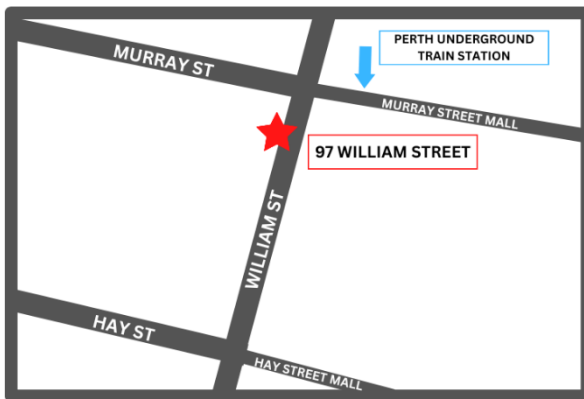 PERTH UNDERGROUND
TRAIN STATION
MURRAY ST
MURRAY STREET MALL
97 WILLIAM STREET
WILLIAM ST
HAY ST
HAY STREET MALL